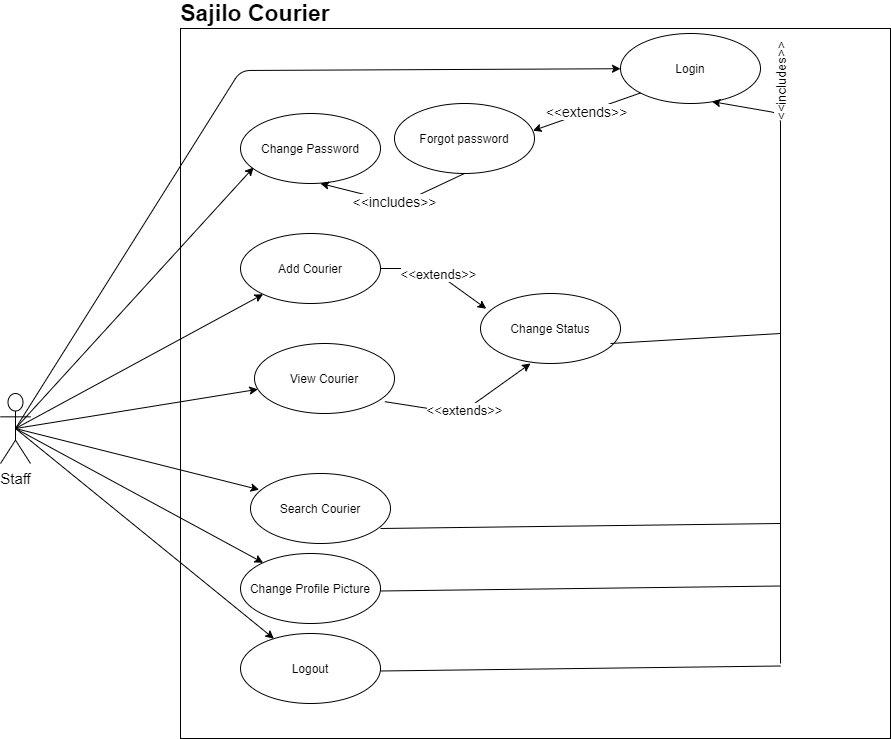 Sajilo Courier
Login
<<includes>>
<<extends>>
Forgot password
Change Password
<<includes>>
Add Courier
<<extends>>
Change Status
View Courier
<<extends>>
Staff
Search Courier
Change Profile Picture
Logout